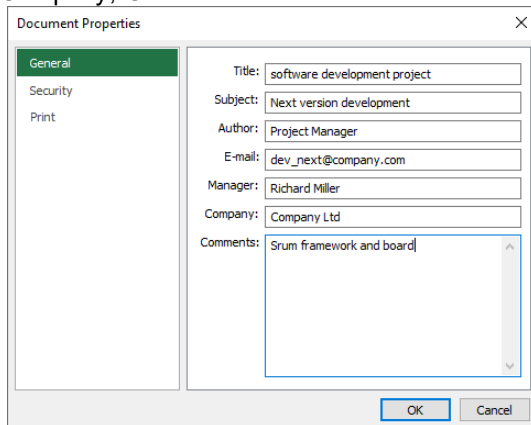 Document Properties
General
Security
Print
Title: software development project
Subject: Next version development
Author: Project Manager
E-mail: dev_next@company.com
Manager: Richard Miller
Company: Company Ltd
Comments: Srum framework and board
OK Cancel